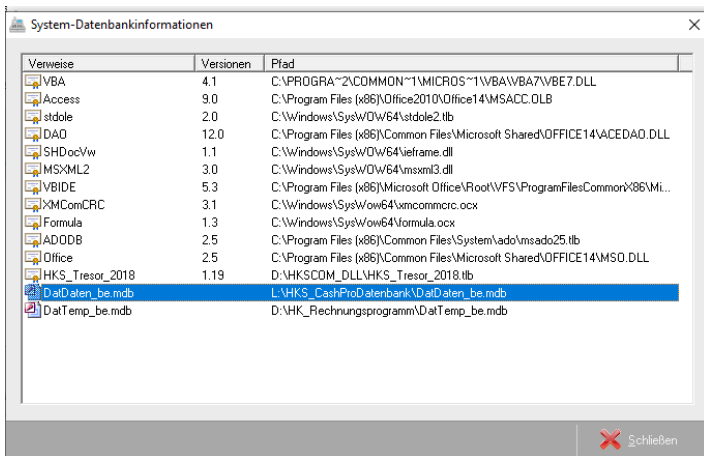 System-Datenbankinformationen
Verweise Versionen Pfad
VBA 4.1 C:\PROGRA~2\COMMON~1\MICROS~1\VBA\VBA7\VBE7.DLL
Access 9.0 C:\Program Files (x86)\Office2010\Office14\MSACC.OLB
stdole 2.0 C:\Windows\SysWOW64\stdole2.tlb
DAO 12.0 C:\Program Files (x86)\Common Files\Microsoft Shared\OFFICE14\ACEDAO.DLL
SHDocVw 1.1 C:\Windows\SysWOW64\ieframe.dll
MSXML2 3.0 C:\Windows\SysWOW64\msxml3.dll
VBIDE 5.3 C:\Program Files (x86)\Microsoft Office\Root\VFS\ProgramFilesCommonX86\Mi...
XMComCRC 3.1 C:\Windows\SysWow64\xmcommcrc.ocx
Formula 1.3 C:\Windows\SysWow64\formula.ocx
ADODB 2.5 C:\Program Files (x86)\Common Files\System\ado\msado25.tlb
Office 2.5 C:\Program Files (x86)\Common Files\Microsoft Shared\OFFICE14\MSO.DLL
HKS_Tresor_2018 1.19 D:\HKSCOM_DLL\HKS_Tresor_2018.tlb
DatDaten_be.mdb L:\HKS_CashProDatenbank\DatDaten_be.mdb
DatTemp_be.mdb D:\HK_Rechnungsprogramm\DatTemp_be.mdb
Schließen